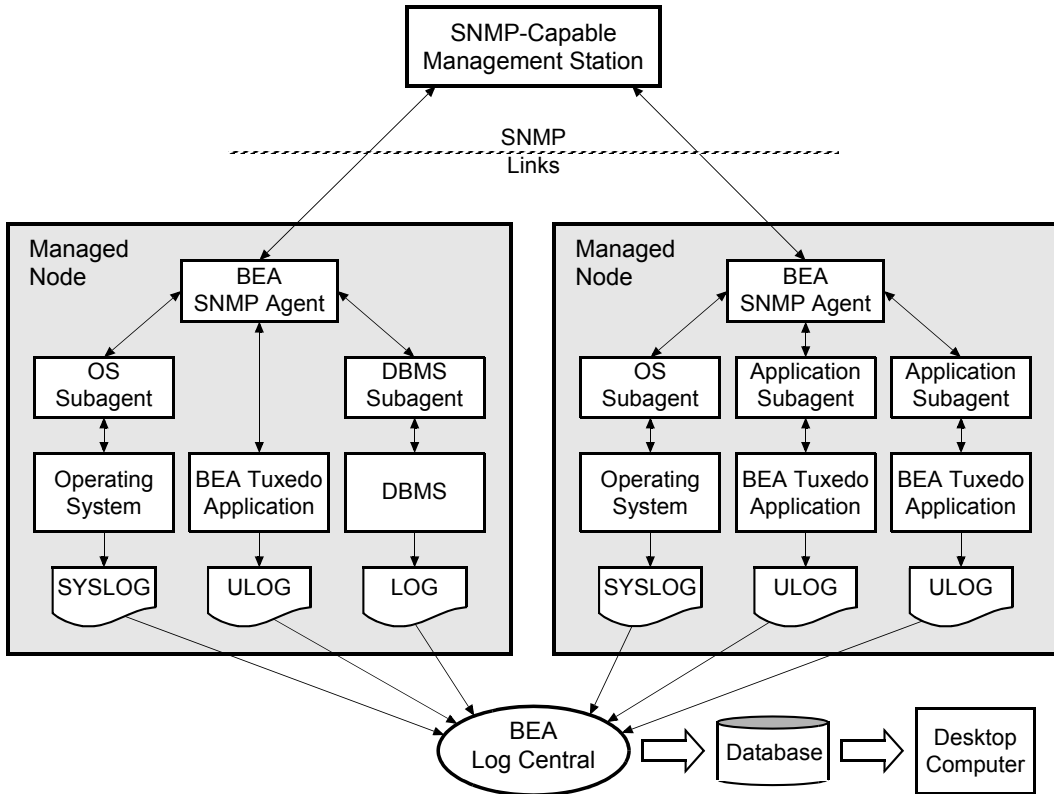 SNMP-Capable
Management Station
SNMP
Links
Managed
Node
BEA
SNMP Agent
OS
Subagent
DBMS
Subagent
Operating
System
BEA Tuxedo
Application
DBMS
SYSLOG
ULOG
LOG
Managed
Node
BEA
SNMP Agent
OS
Subagent
Application
Subagent
Application
Subagent
Operating
System
BEA Tuxedo
Application
BEA Tuxedo
Application
SYSLOG
ULOG
ULOG
BEA
Log Central
Database
Desktop
Computer